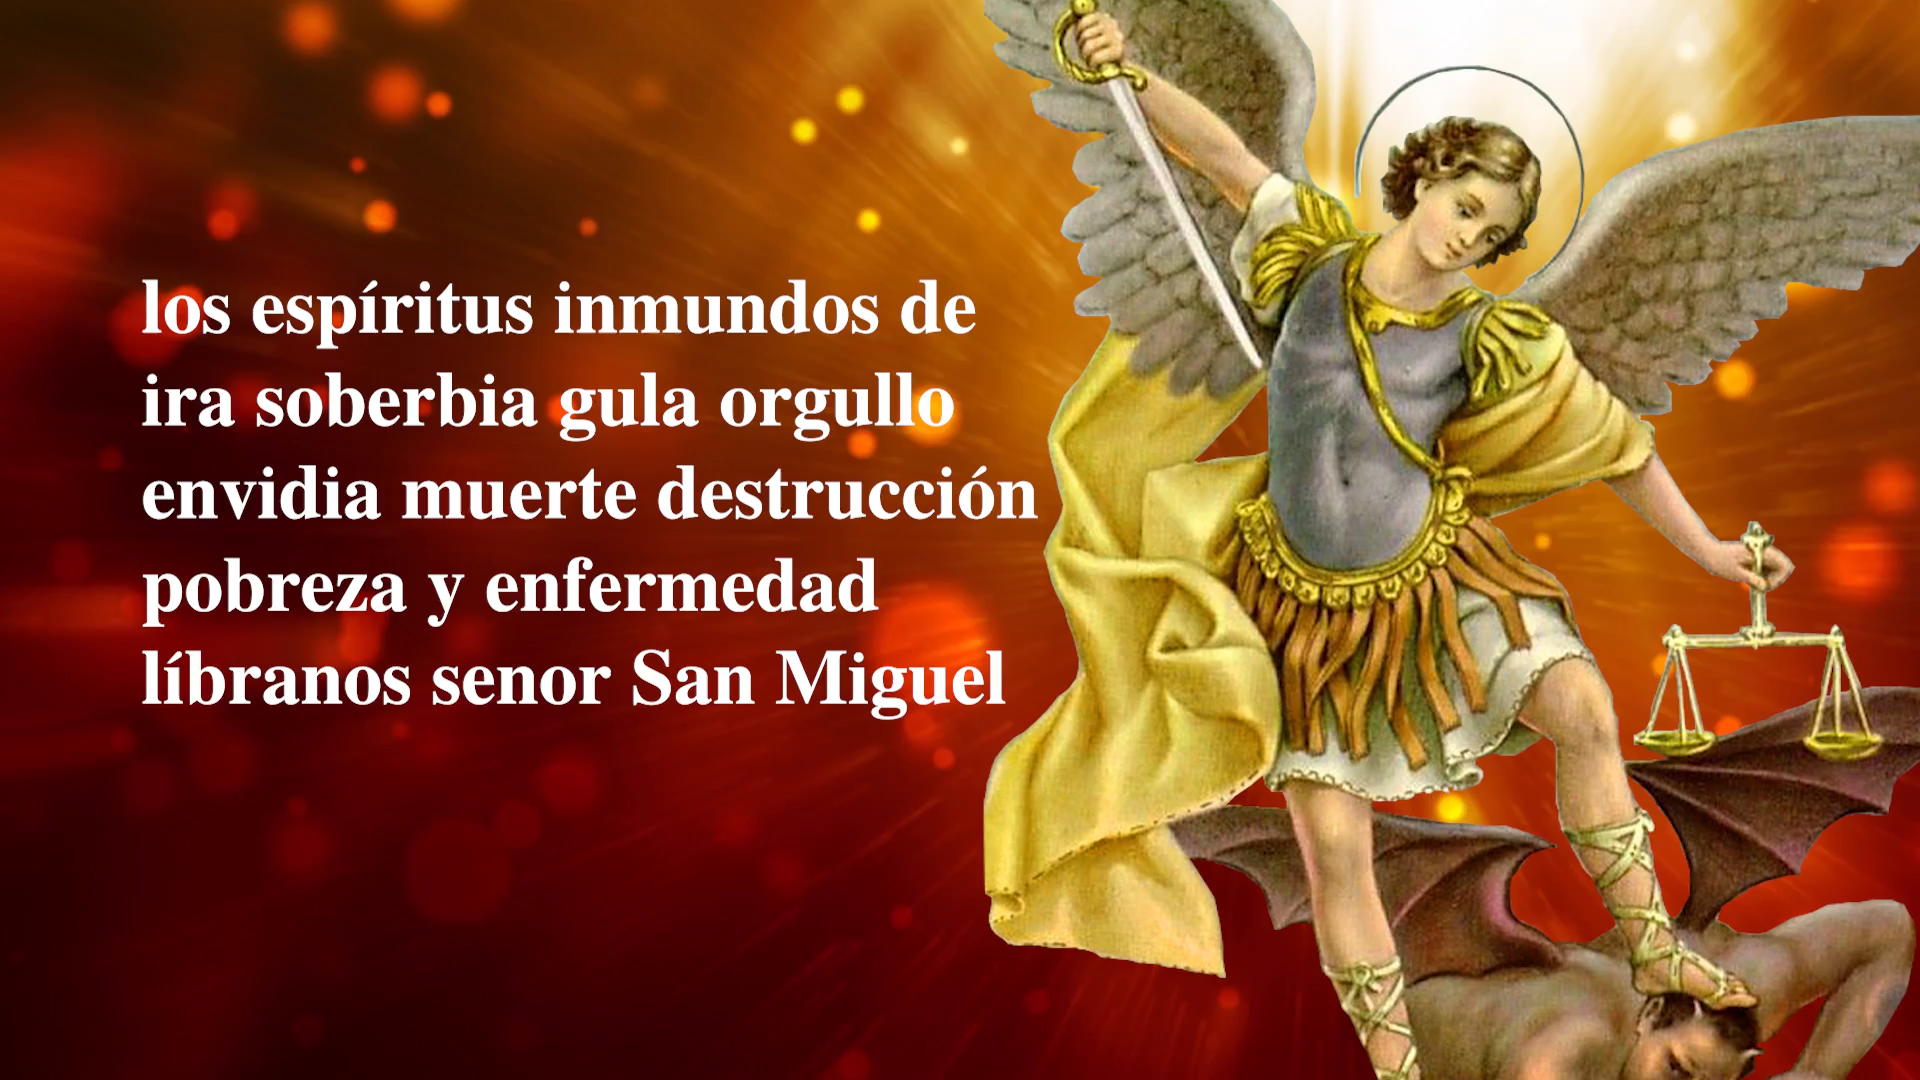 los espíritus inmundos de
ira soberbia gula orgullo
envidia muerte destrucción
pobreza y enfermedad
líbranos senor San Miguel